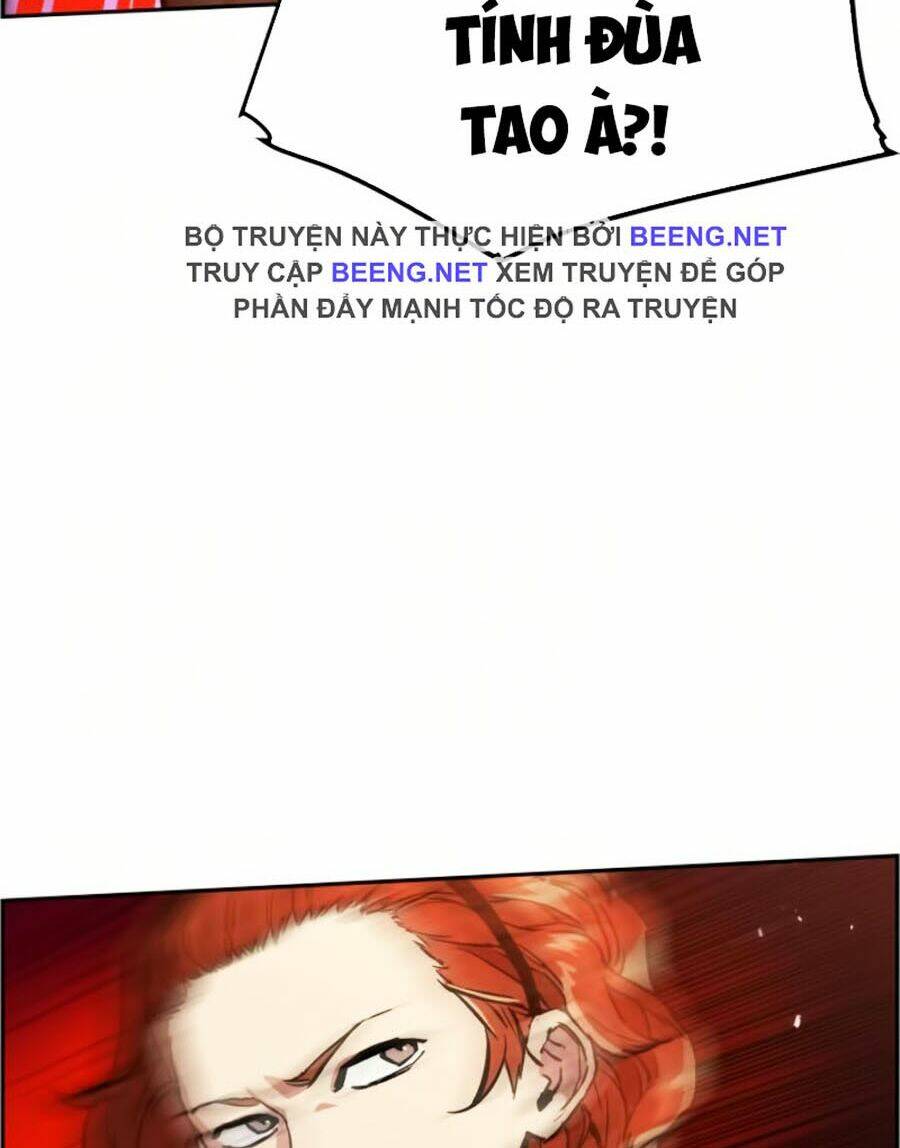 TÍNH ĐÙA
TAO À?!
BỘ TRUYỆN NÀY THỰC HIỆN BỞI BEENG.NET
TRUY CẬP BEENG.NET XEM TRUYỆN ĐỂ GÓP
PHẦN ĐẨY MẠNH TỐC ĐỘ RA TRUYỆN